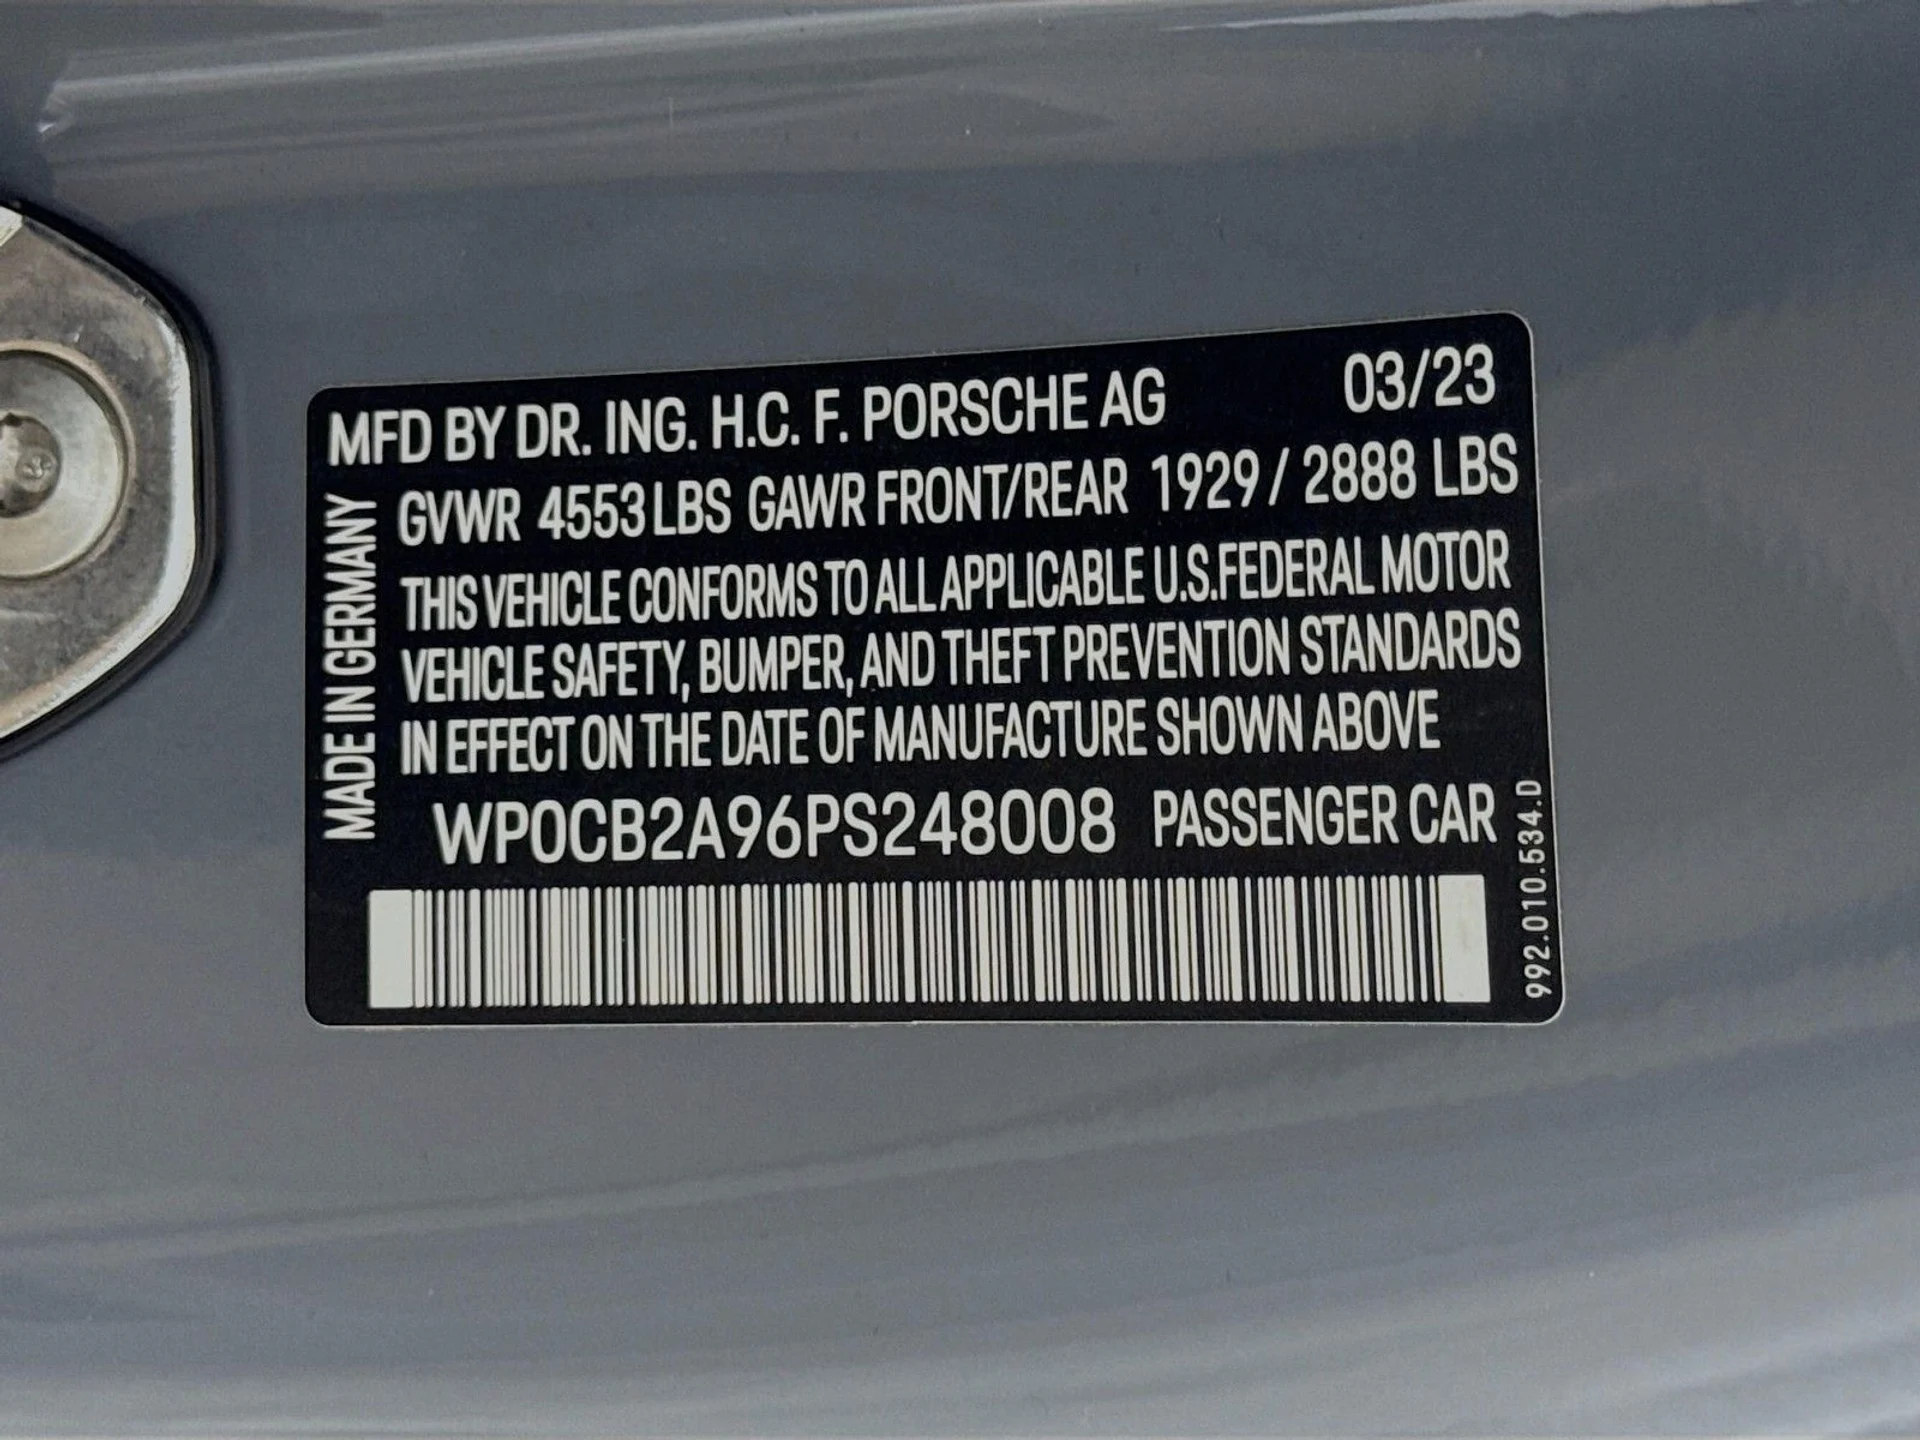 MFD BY DR. ING. H.C. F. PORSCHE AG 03/23
GVWR 4553 LBS GAWR FRONT/REAR 1929 / 2888 LBS
THIS VEHICLE CONFORMS TO ALL APPLICABLE U.S.FEDERAL MOTOR
VEHICLE SAFETY, BUMPER, AND THEFT PREVENTION STANDARDS
IN EFFECT ON THE DATE OF MANUFACTURE SHOWN ABOVE
WP0CB2A96PS248008 PASSENGER CAR
MADE IN GERMANY
992.010.534.D